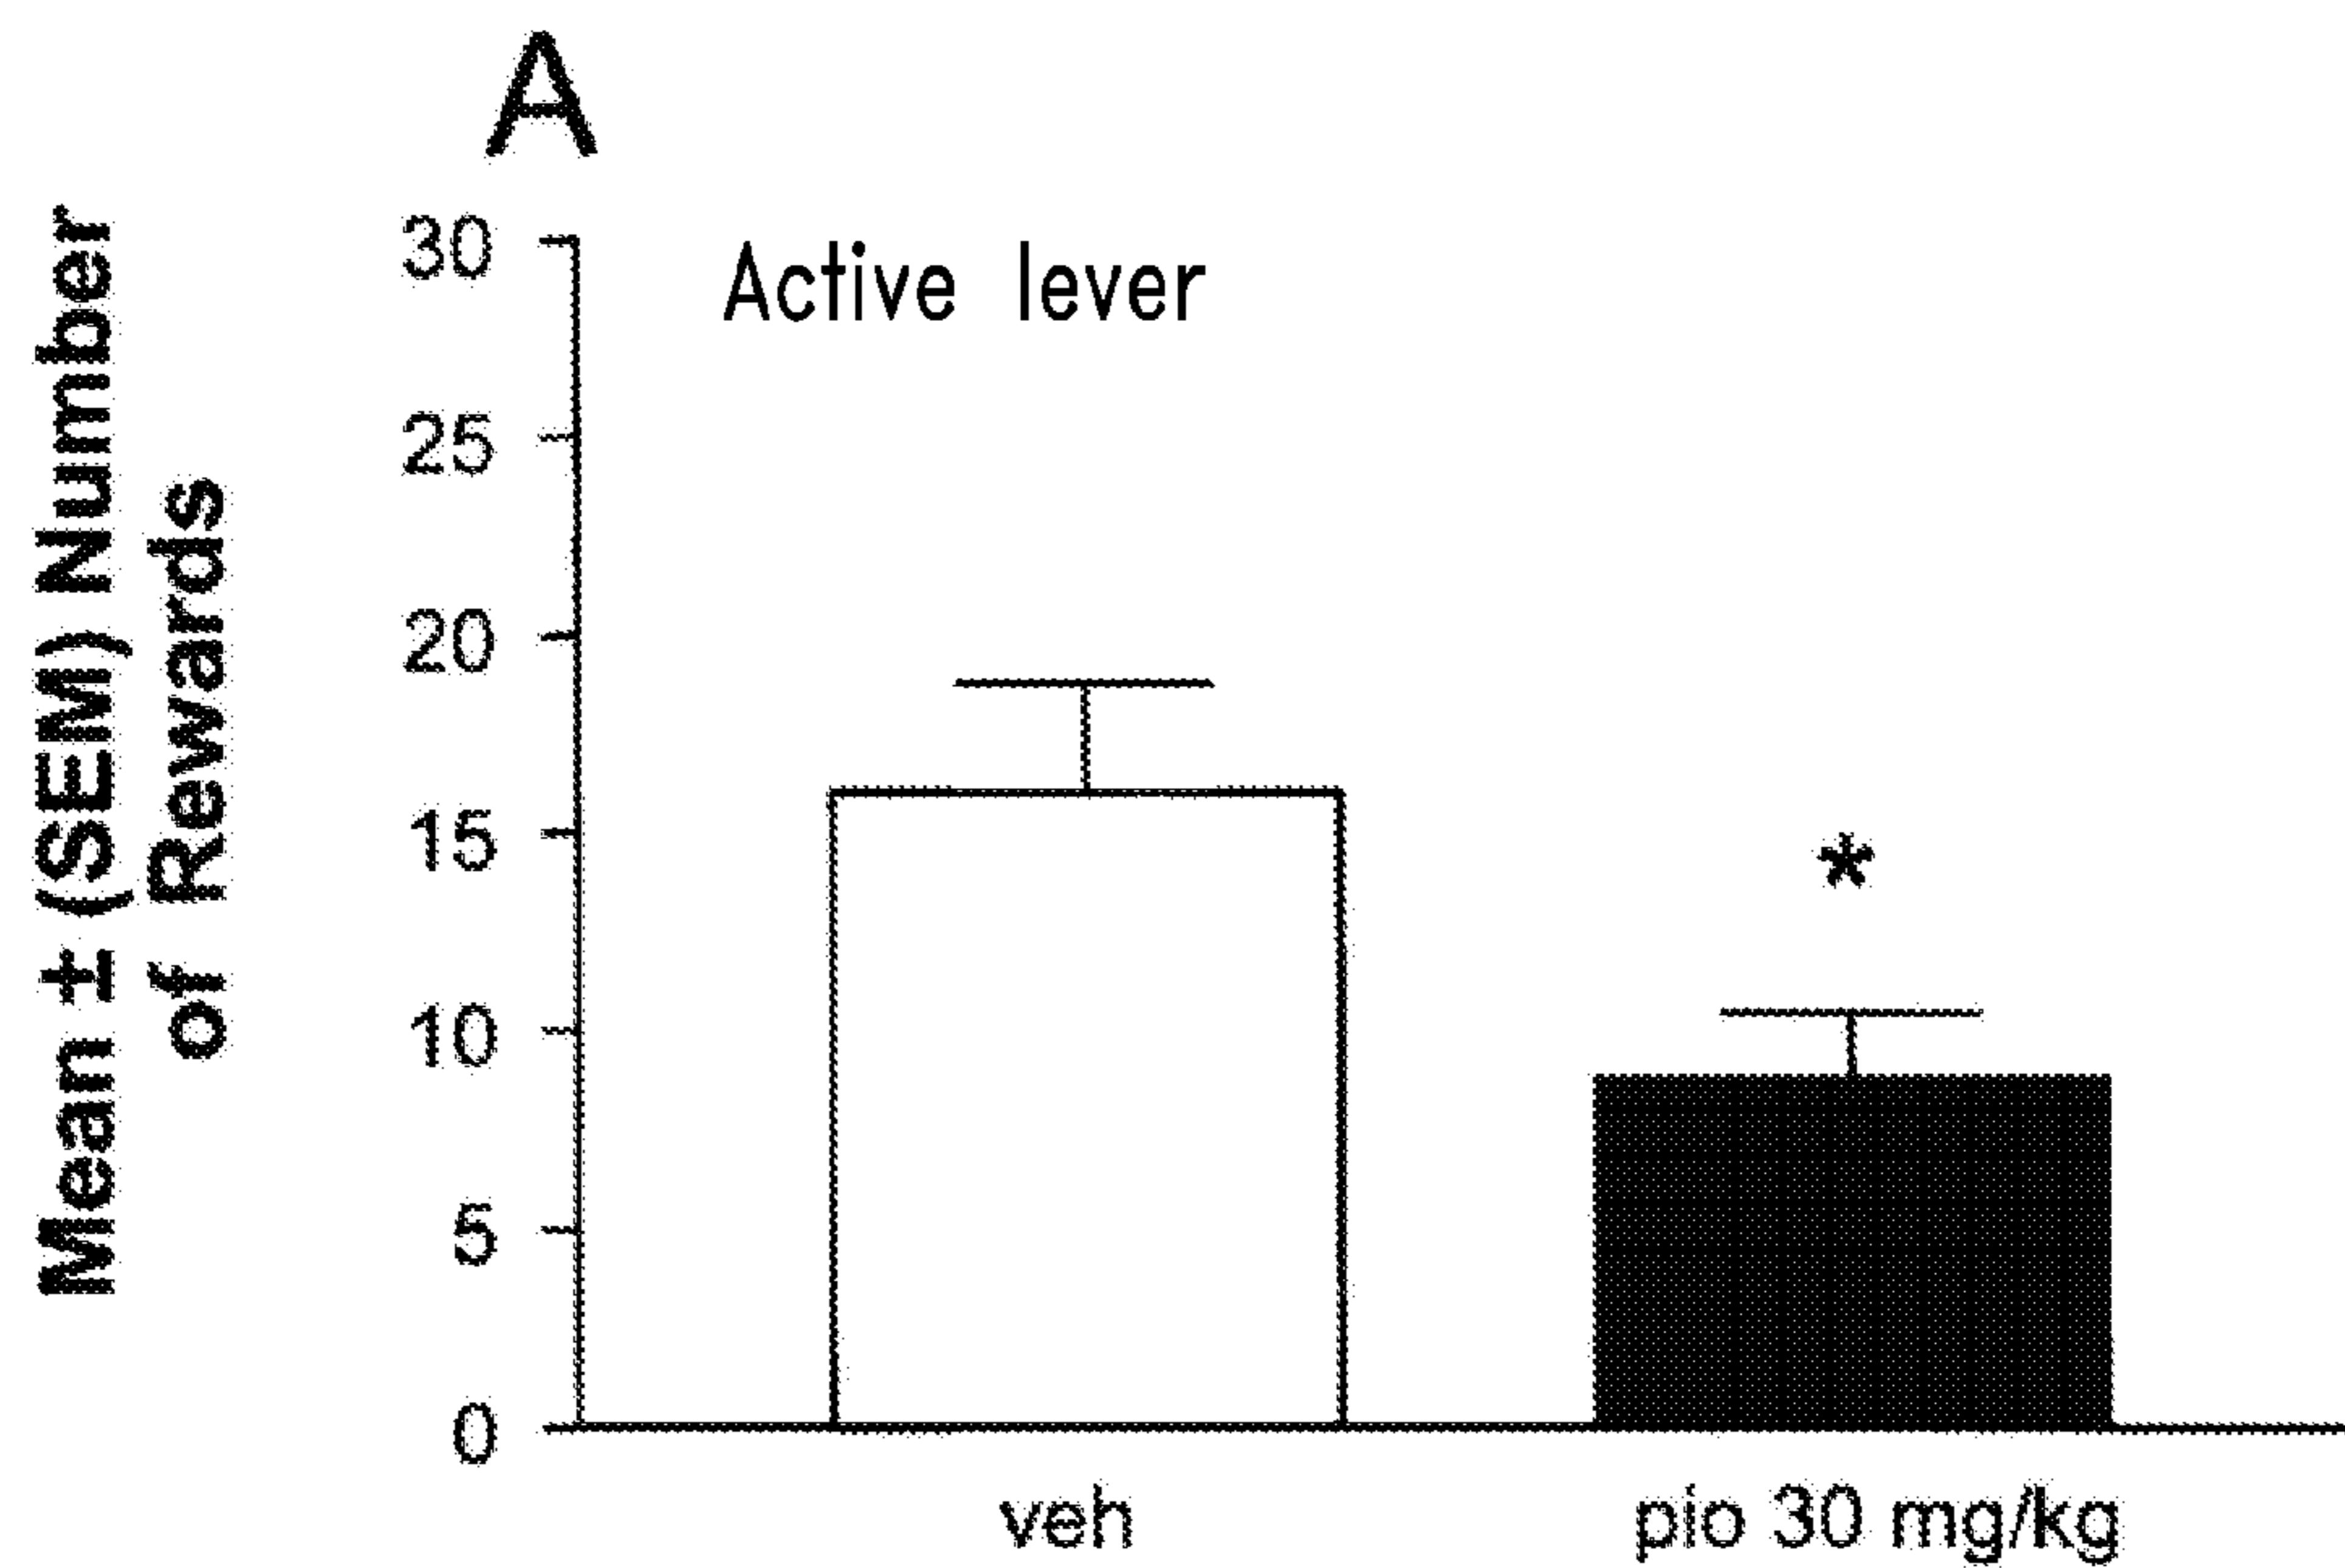 A
Mean ± (SEM) Number
of Rewards
Active lever
30
25
20
15
10
5
0
*
veh
pio 30 mg/kg